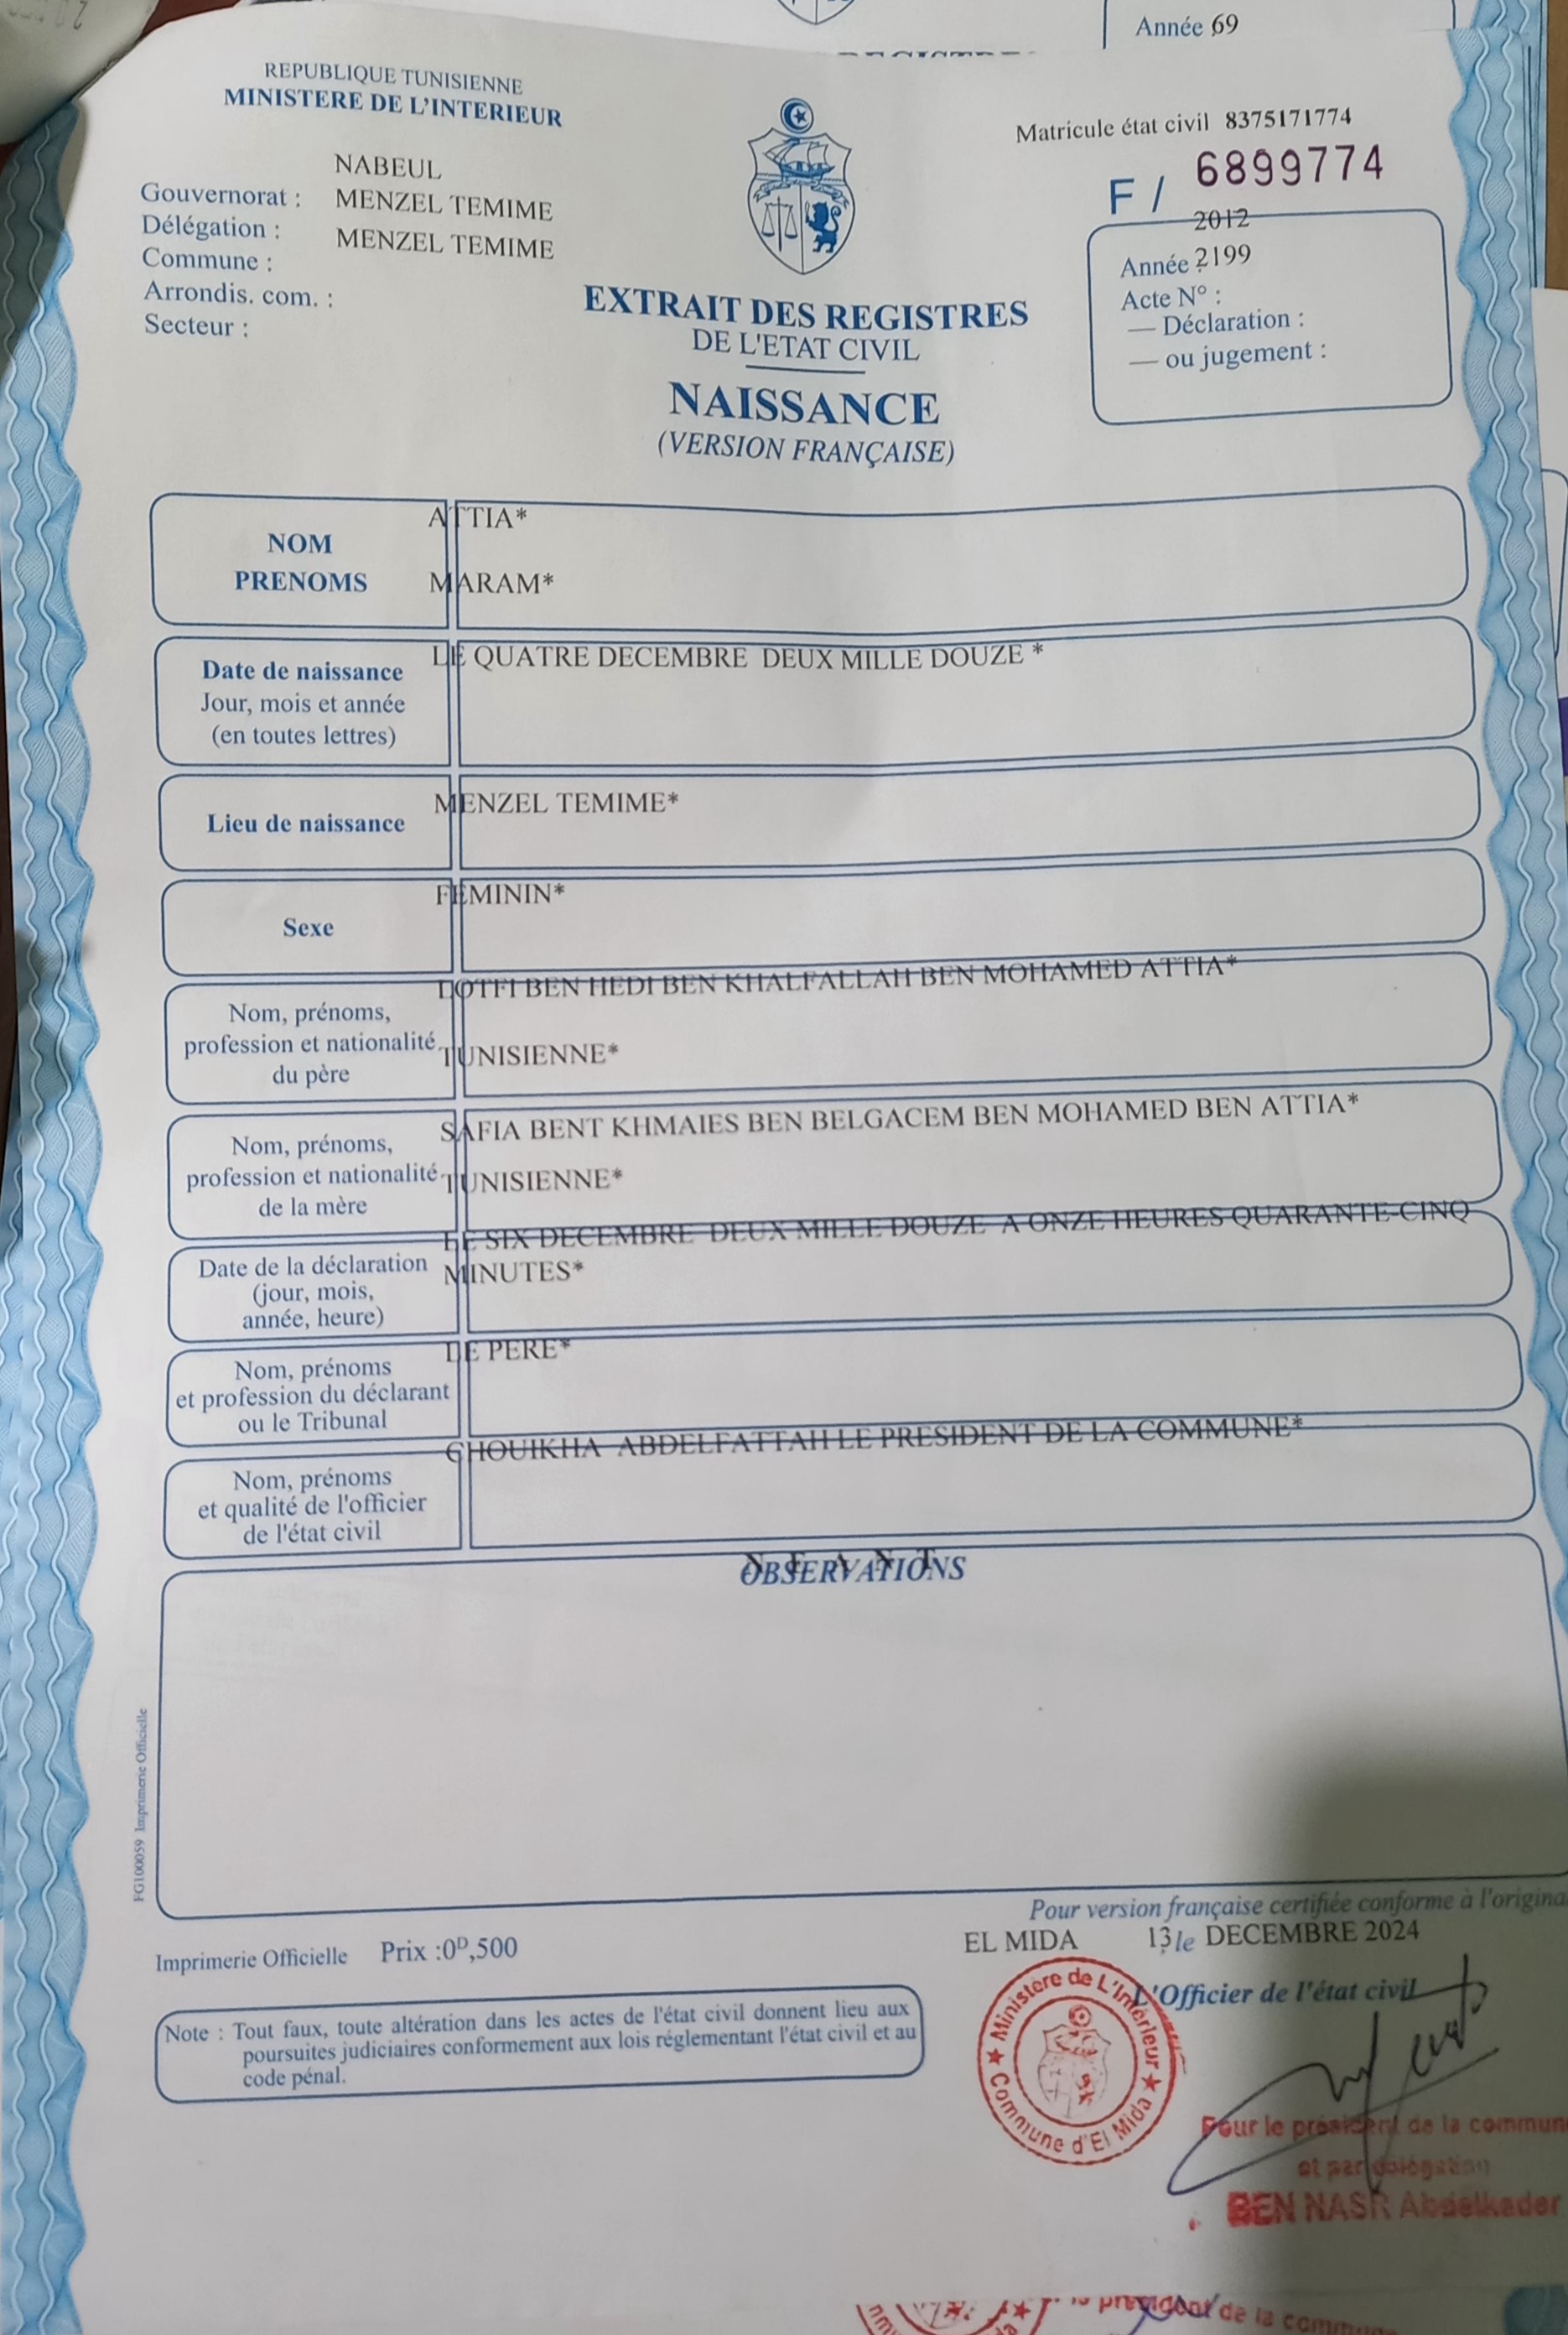 Année 69
REPUBLIQUE TUNISIENNE
MINISTERE DE L'INTERIEUR
Matricule état civil 8375171774
F / 6899774
NABEUL
Gouvernorat : MENZEL TEMIME
Délégation :
MENZEL TEMIME
Commune :
Arrondis. com. :
Secteur :
2012
Année : 2199
Acte N° :
— Déclaration :
— ou jugement :
EXTRAIT DES REGISTRES
DE L'ETAT CIVIL
NAISSANCE
(VERSION FRANÇAISE)
NOM
PRENOMS
ATTIA*
MARAM*
Date de naissance
Jour, mois et année
(en toutes lettres)
LE QUATRE DECEMBRE DEUX MILLE DOUZE *
Lieu de naissance
MENZEL TEMIME*
Sexe
FEMININ*
Nom, prénoms,
profession et nationalité
du père
LOTFI BEN HEDI BEN KHALFALLAH BEN MOHAMED ATTIA*
TUNISIENNE*
Nom, prénoms,
profession et nationalité
de la mère
SAFIA BENT KHMAIES BEN BELGACEM BEN MOHAMED BEN ATTIA*
TUNISIENNE*
Date de la déclaration
(jour, mois,
année, heure)
LE SIX DECEMBRE DEUX MILLE DOUZE A ONZE HEURES QUARANTE-CINQ
MINUTES*
Nom, prénoms
et profession du déclarant
ou le Tribunal
LE PERE*
Nom, prénoms
et qualité de l'officier
de l'état civil
CHOUIKHA ABDELFATTAH LE PRESIDENT DE LA COMMUNE*
OBSERVATIONS
N E A N T
FG100059 Imprimerie Officielle
Pour version française certifiée conforme à l'origina
EL MIDA 13 le DECEMBRE 2024
L'Officier de l'état civil
Imprimerie Officielle Prix :0D,500
Note : Tout faux, toute altération dans les actes de l'état civil donnent lieu aux
poursuites judiciaires conformement aux lois réglementant l'état civil et au
code pénal.
★ Ministère de L'Intérieur ★
Commune d'El Mida
Pour le président de la commun
et par délégation
BEN NASR Abdelkader
président de la commun